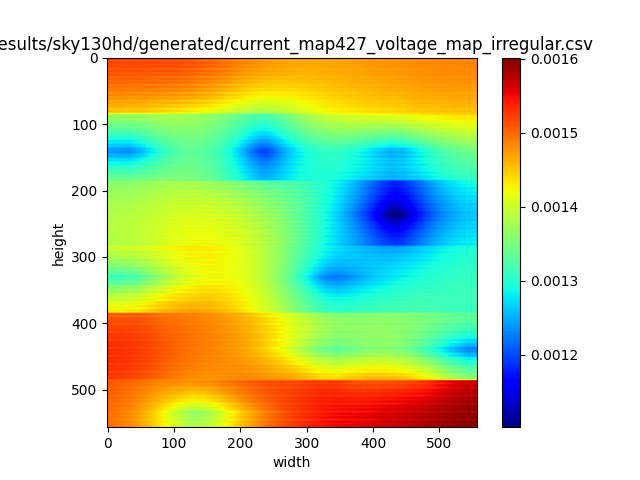 esults/sky130hd/generated/current_map427_voltage_map_irregular.csv
0
100
200
300
400
500
height
0 100 200 300 400 500
width
0.0016
0.0015
0.0014
0.0013
0.0012